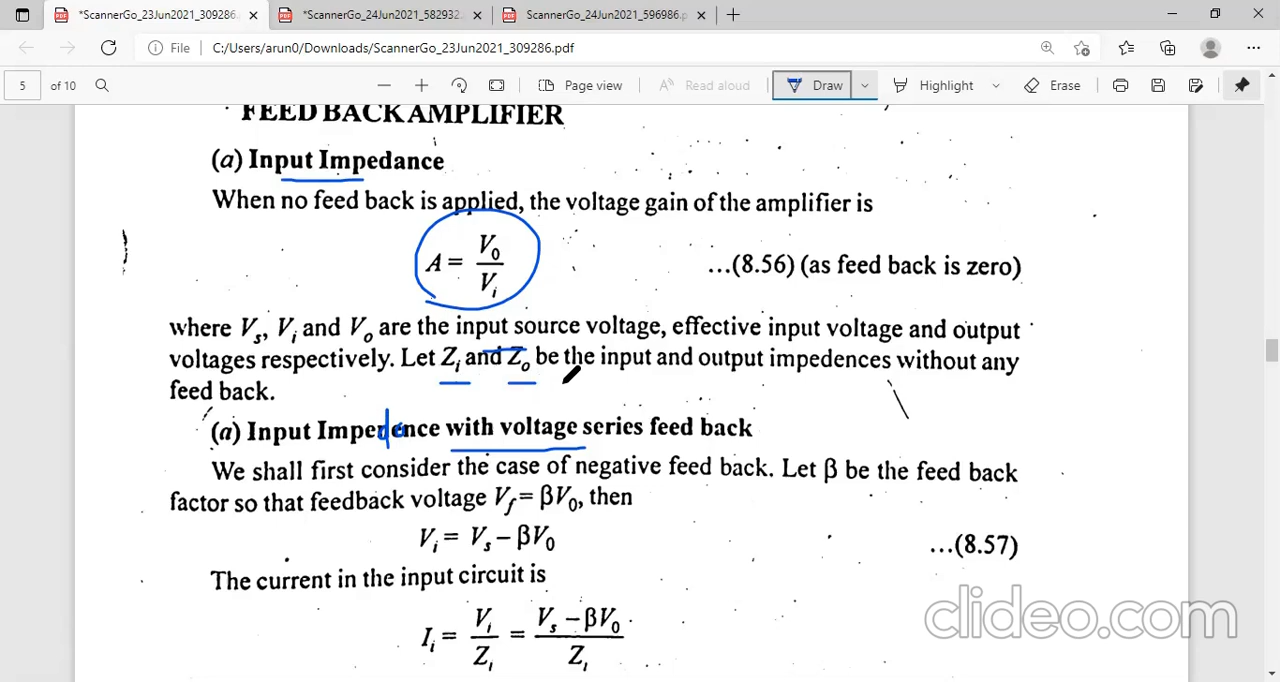 *ScannerGo_23Jun2021_309286.
*ScannerGo_24Jun2021_582932.
ScannerGo_24Jun2021_596986.p
File
C:/Users/arun0/Downloads/ScannerGo_23Jun2021_309286.pdf
5 of 10
Page view
Read aloud
Draw
Highlight
Erase
FEED BACK AMPLIFIER
(a) Input Impedance
When no feed back is applied, the voltage gain of the amplifier is
A = V₀/Vᵢ ...(8.56) (as feed back is zero)
where Vₛ, Vᵢ and Vₒ are the input source voltage, effective input voltage and output
voltages respectively. Let Zᵢ and Zₒ be the input and output impedences without any
feed back.
(a) Input Impedence with voltage series feed back
We shall first consider the case of negative feed back. Let β be the feed back
factor so that feedback voltage V_f = βV₀, then
Vᵢ = Vₛ – βV₀ ...(8.57)
The current in the input circuit is
Iᵢ = Vᵢ/Zᵢ = (Vₛ – βV₀)/Zᵢ
clideo.com